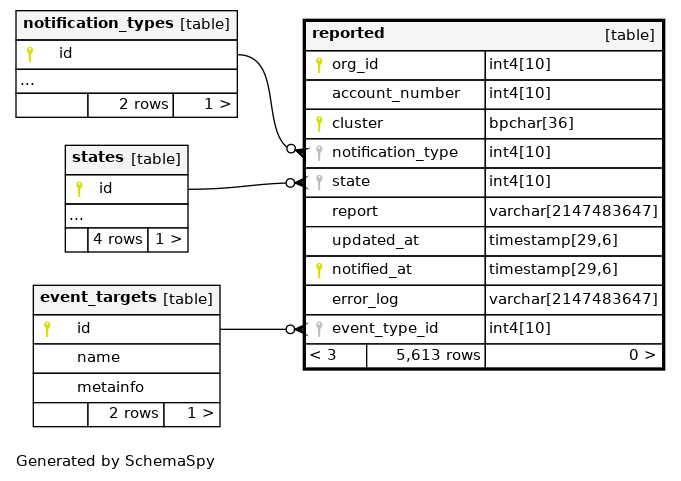 notification_types [table]
id
...
2 rows 1 >
states [table]
id
...
4 rows 1 >
event_targets [table]
id
name
metainfo
2 rows 1 >
reported [table]
org_id int4[10]
account_number int4[10]
cluster bpchar[36]
notification_type int4[10]
state int4[10]
report varchar[2147483647]
updated_at timestamp[29,6]
notified_at timestamp[29,6]
error_log varchar[2147483647]
event_type_id int4[10]
< 3 5,613 rows 0 >
Generated by SchemaSpy